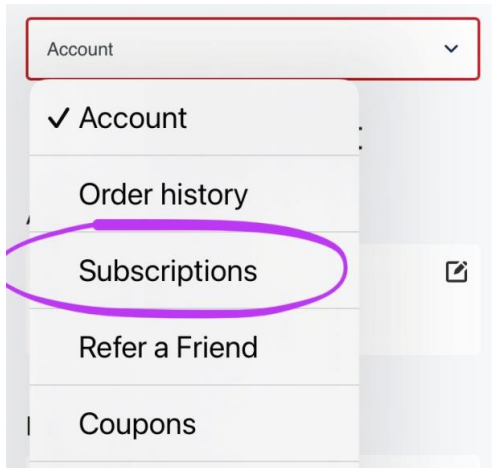 Account
Account
Order history
Subscriptions
Refer a Friend
Coupons